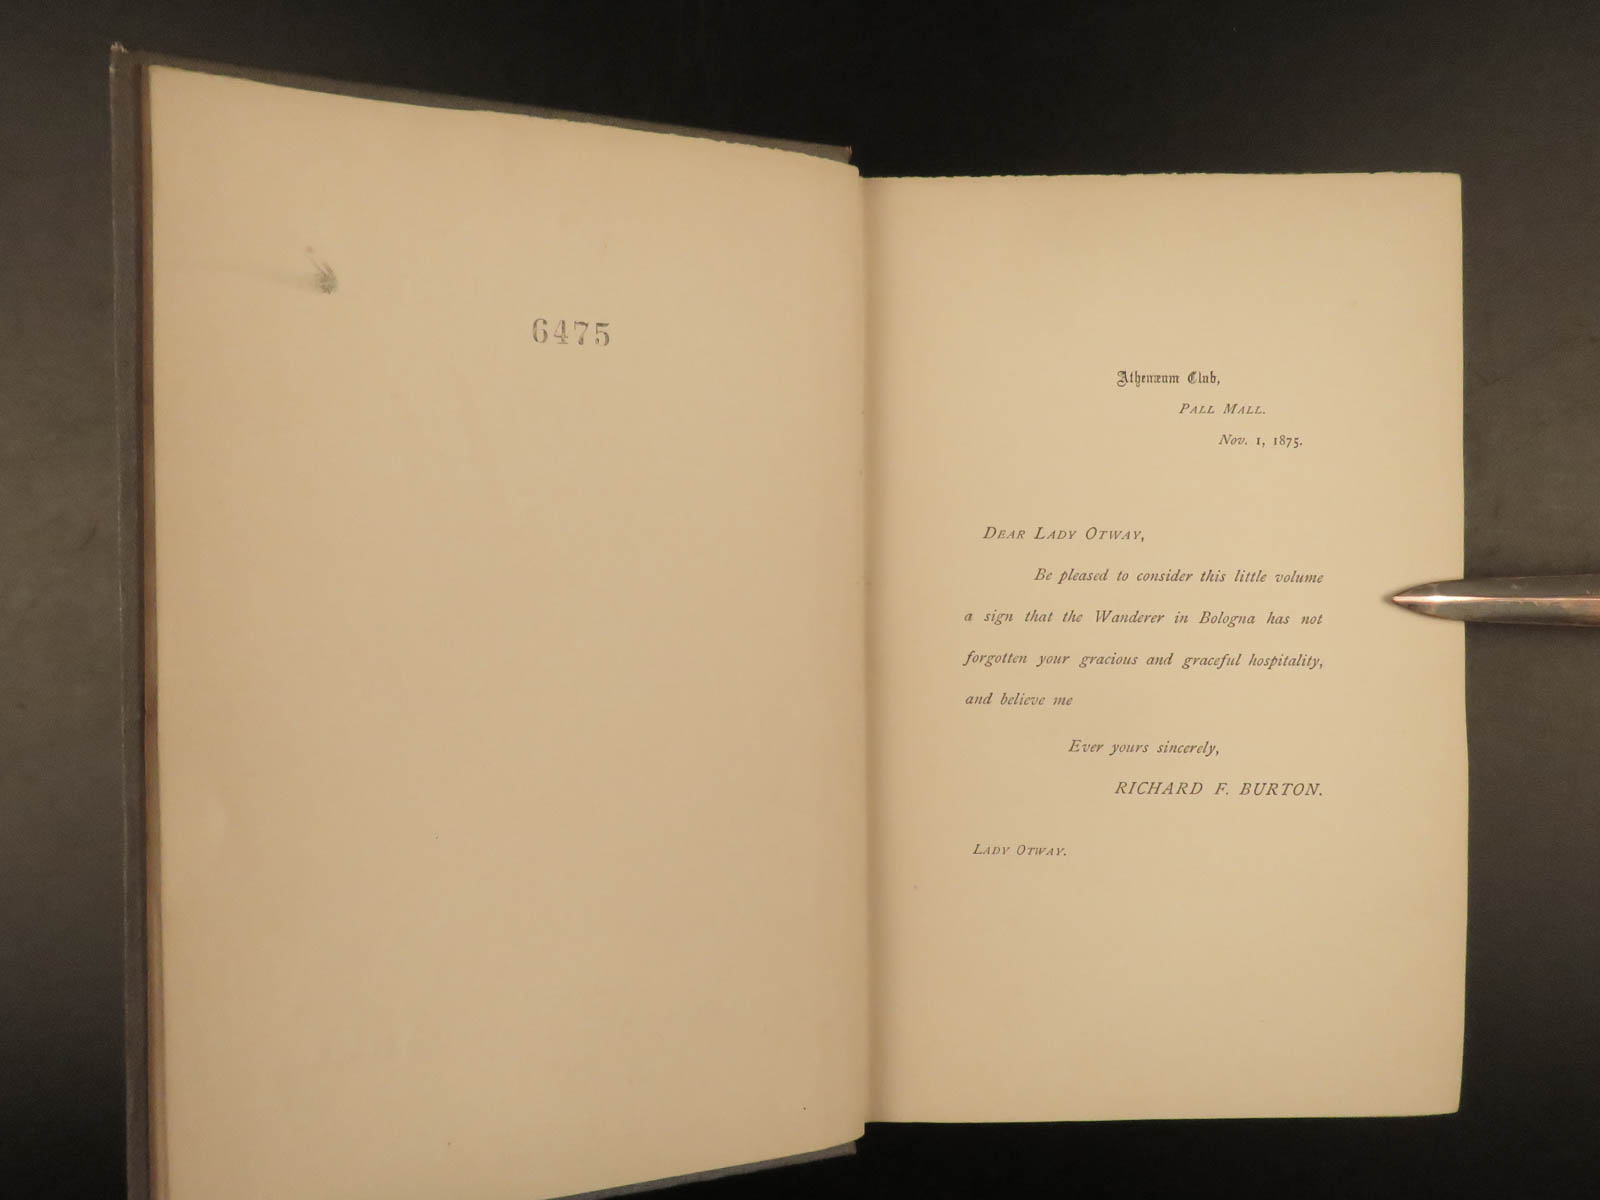 6475
Athenæum Club,
PALL MALL.
Nov. 1, 1875.
DEAR LADY OTWAY,
Be pleased to consider this little volume
a sign that the Wanderer in Bologna has not
forgotten your gracious and graceful hospitality,
and believe me
Ever yours sincerely,
RICHARD F. BURTON.
LADY OTWAY.